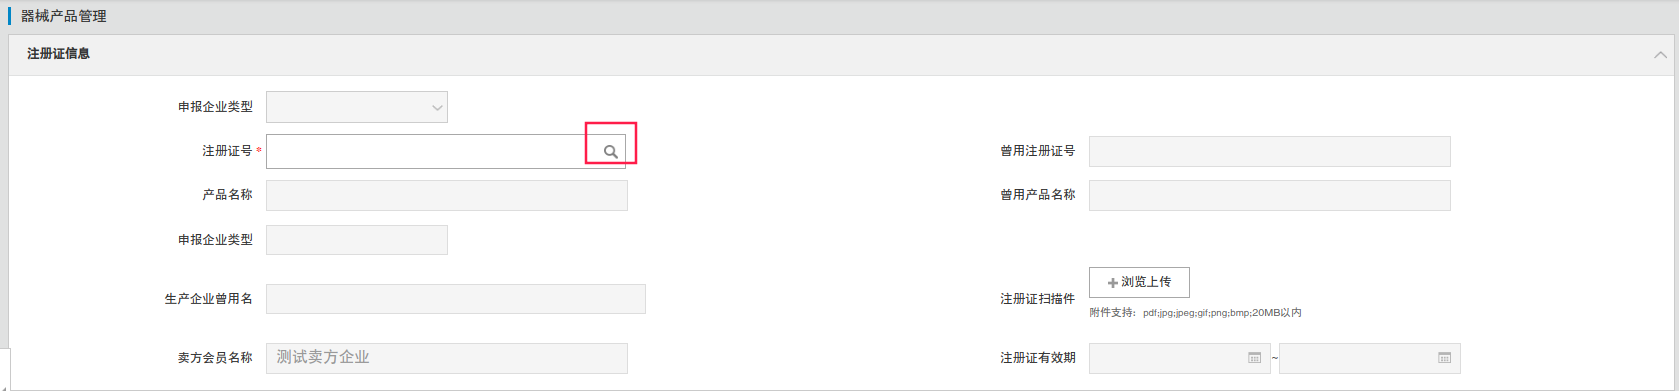 器械产品管理
注册证信息
申报企业类型
注册证号 *
曾用注册证号
产品名称
曾用产品名称
申报企业类型
生产企业曾用名
注册证扫描件
浏览上传
附件支持：pdf;jpg;jpeg;gif;png;bmp;20MB以内
卖方会员名称
测试卖方企业
注册证有效期
~